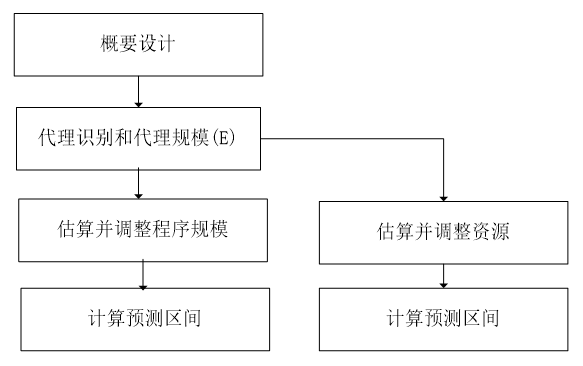 概要设计
代理识别和代理规模(E)
估算并调整程序规模
估算并调整资源
计算预测区间
计算预测区间